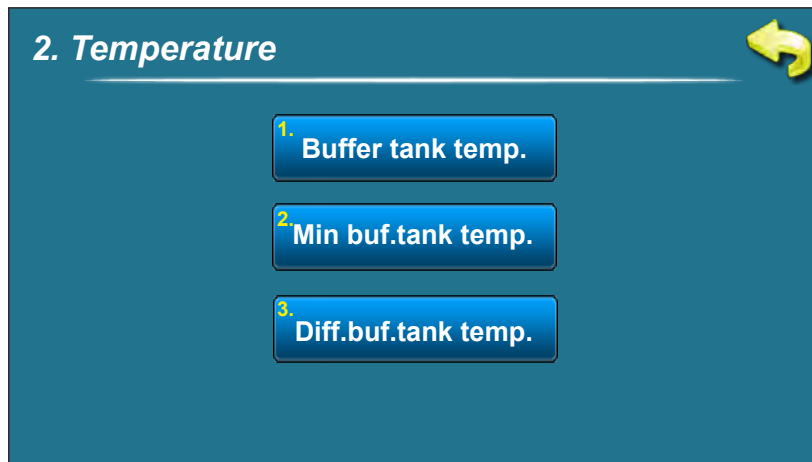 2. Temperature
1.
Buffer tank temp.
2.
Min buf.tank temp.
3.
Diff.buf.tank temp.